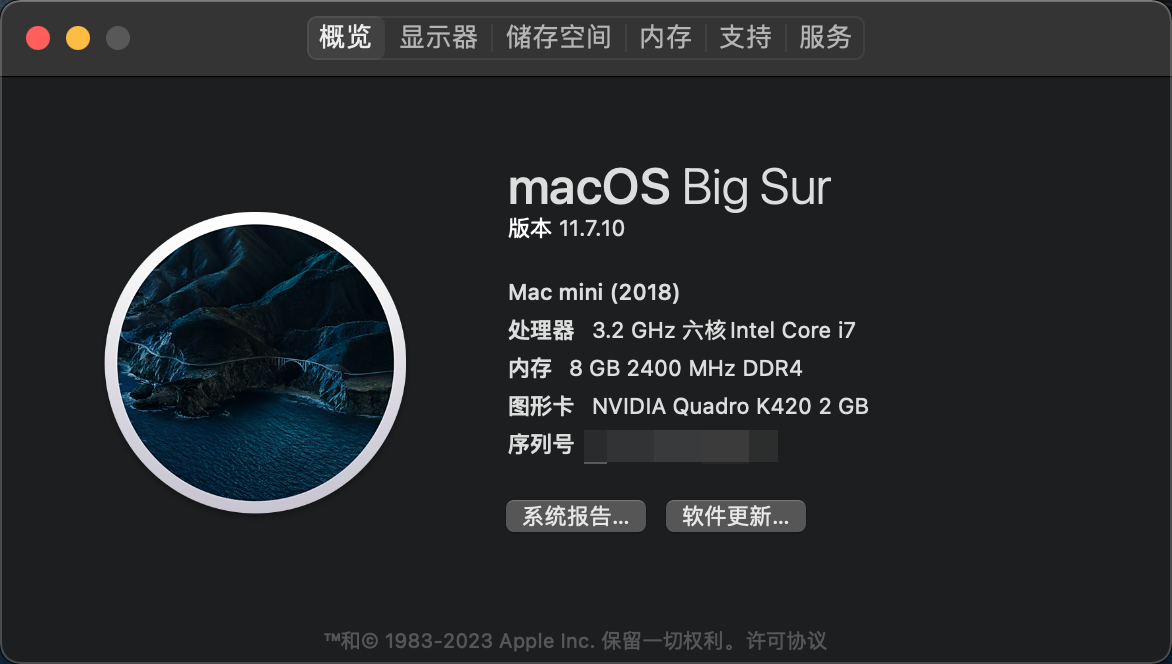 概览 显示器 储存空间 内存 支持 服务
macOS Big Sur
版本 11.7.10
Mac mini (2018)
处理器 3.2 GHz 六核Intel Core i7
内存 8 GB 2400 MHz DDR4
图形卡 NVIDIA Quadro K420 2 GB
序列号
系统报告... 软件更新...
™和© 1983-2023 Apple Inc. 保留一切权利。许可协议